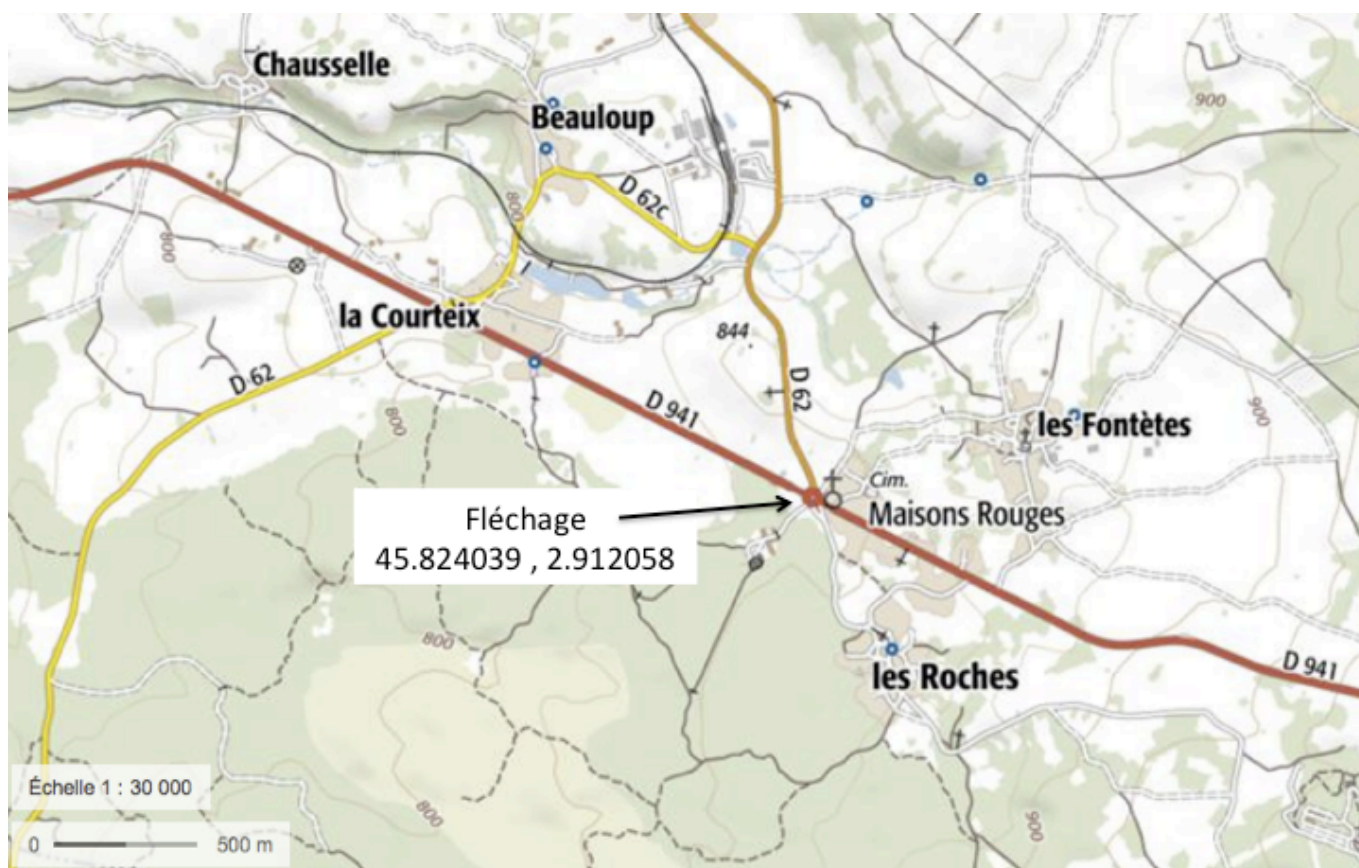 Chausselle
900
Beauloup
D 62c
800
800
la Courteix
844
D 62
D 62
D 941
800
900
les Fontètes
Cim.
Maisons Rouges
Fléchage
45.824039 , 2.912058
800
les Roches
D 941
Échelle 1 : 30 000
800
900
0 500 m